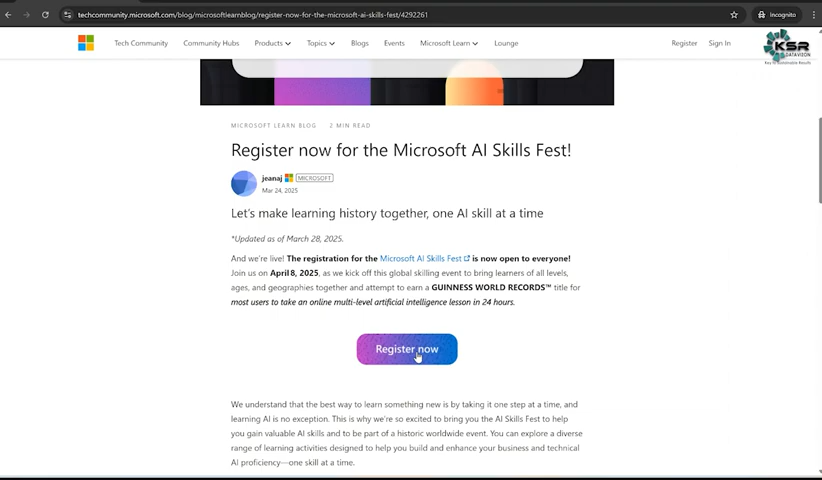 techcommunity.microsoft.com/blog/microsoftlearnblog/register-now-for-the-microsoft-ai-skills-fest/4292261
Incognito
Tech Community Community Hubs Products Topics Blogs Events Microsoft Learn Lounge Register Sign In
KSR
DATAVIZON
Key to Sustainable Results
MICROSOFT LEARN BLOG 2 MIN READ
Register now for the Microsoft AI Skills Fest!
jeanaj MICROSOFT
Mar 24, 2025
Let's make learning history together, one AI skill at a time
*Updated as of March 28, 2025.
And we're live! The registration for the Microsoft AI Skills Fest is now open to everyone!
Join us on April 8, 2025, as we kick off this global skilling event to bring learners of all levels,
ages, and geographies together and attempt to earn a GUINNESS WORLD RECORDS™ title for
most users to take an online multi-level artificial intelligence lesson in 24 hours.
Register now
We understand that the best way to learn something new is by taking it one step at a time, and
learning AI is no exception. This is why we're so excited to bring you the AI Skills Fest to help
you gain valuable AI skills and to be part of a historic worldwide event. You can explore a diverse
range of learning activities designed to help you build and enhance your business and technical
AI proficiency—one skill at a time.